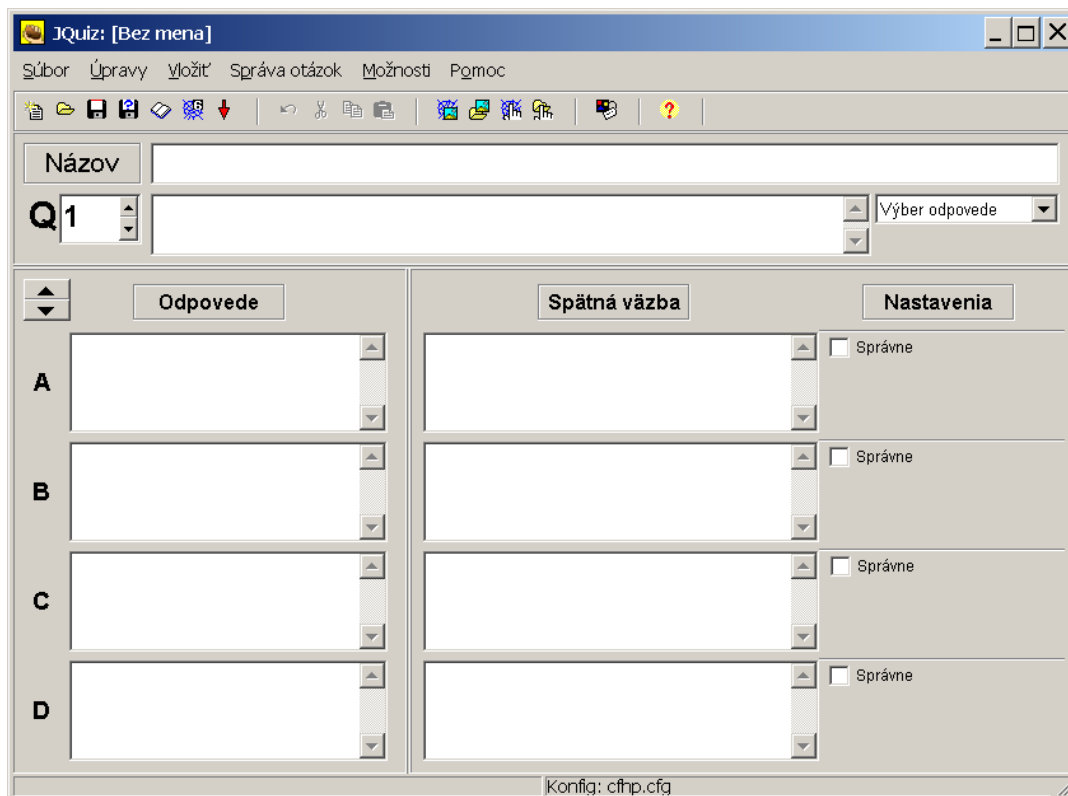 JQuiz: [Bez mena]
Súbor Úpravy Vložiť Správa otázok Možnosti Pomoc
Názov
Q 1 Výber odpovede
Odpovede Spätná väzba Nastavenia
A Správne
B Správne
C Správne
D Správne
Konfig: cfhp.cfg